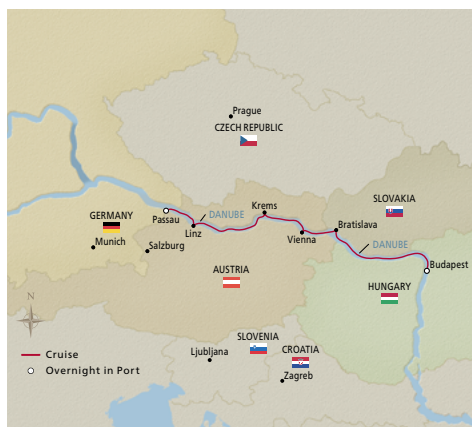 Prague
CZECH REPUBLIC
SLOVAKIA
Krems
DANUBE
GERMANY
Passau
Linz
Bratislava
Munich
Salzburg
Vienna
DANUBE
Budapest
AUSTRIA
HUNGARY
N
SLOVENIA
Ljubljana
CROATIA
Zagreb
Cruise
Overnight in Port